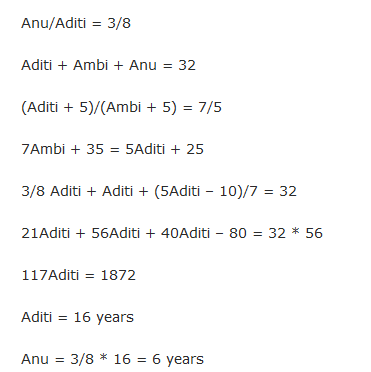 Anu/Aditi = 3/8
Aditi + Ambi + Anu = 32
(Aditi + 5)/(Ambi + 5) = 7/5
7Ambi + 35 = 5Aditi + 25
3/8 Aditi + Aditi + (5Aditi – 10)/7 = 32
21Aditi + 56Aditi + 40Aditi – 80 = 32 * 56
117Aditi = 1872
Aditi = 16 years
Anu = 3/8 * 16 = 6 years